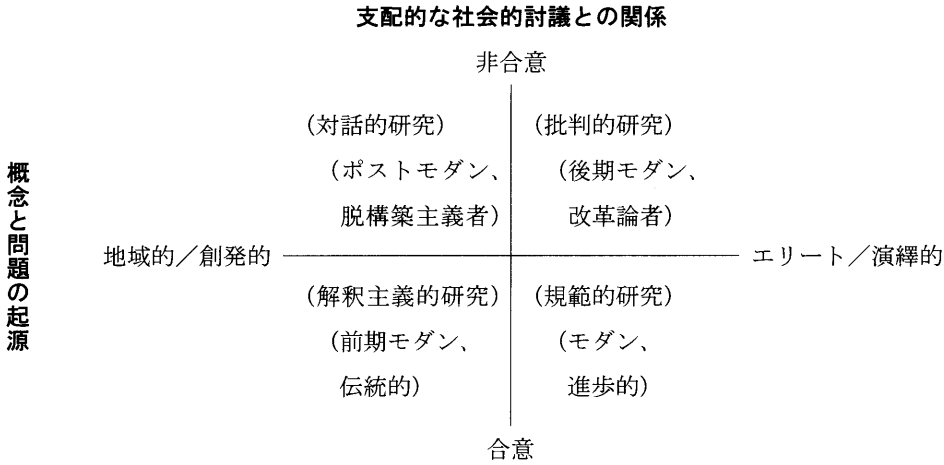 支配的な社会的討議との関係
非合意
(対話的研究)
(ポストモダン、
脱構築主義者)
(批判的研究)
(後期モダン、
改革論者)
概念と問題の起源
地域的／創発的
エリート／演繹的
(解釈主義的研究)
(前期モダン、
伝統的)
(規範的研究)
(モダン、
進歩的)
合意